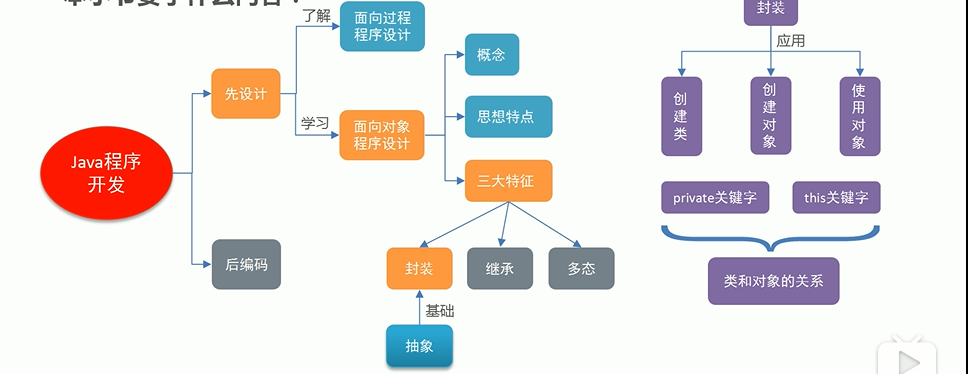 了解
面向过程
程序设计
封装
应用
概念
先设计
创建类
创建对象
使用对象
思想特点
学习
面向对象
程序设计
Java程序
开发
三大特征
private关键字
this关键字
后编码
封装
继承
多态
类和对象的关系
基础
抽象